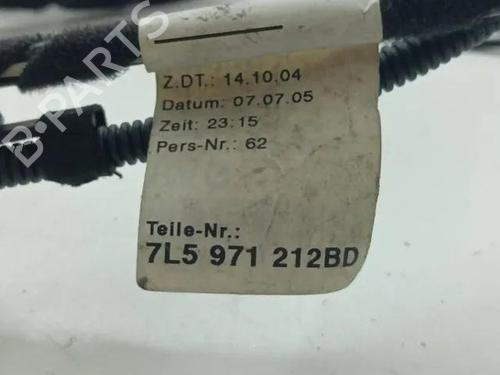 Z.DT.: 14.10.04
Datum: 07.07.05
Zeit: 23:15
Pers-Nr.: 62
Teile-Nr.:
7L5 971 212BD
B-PARTS